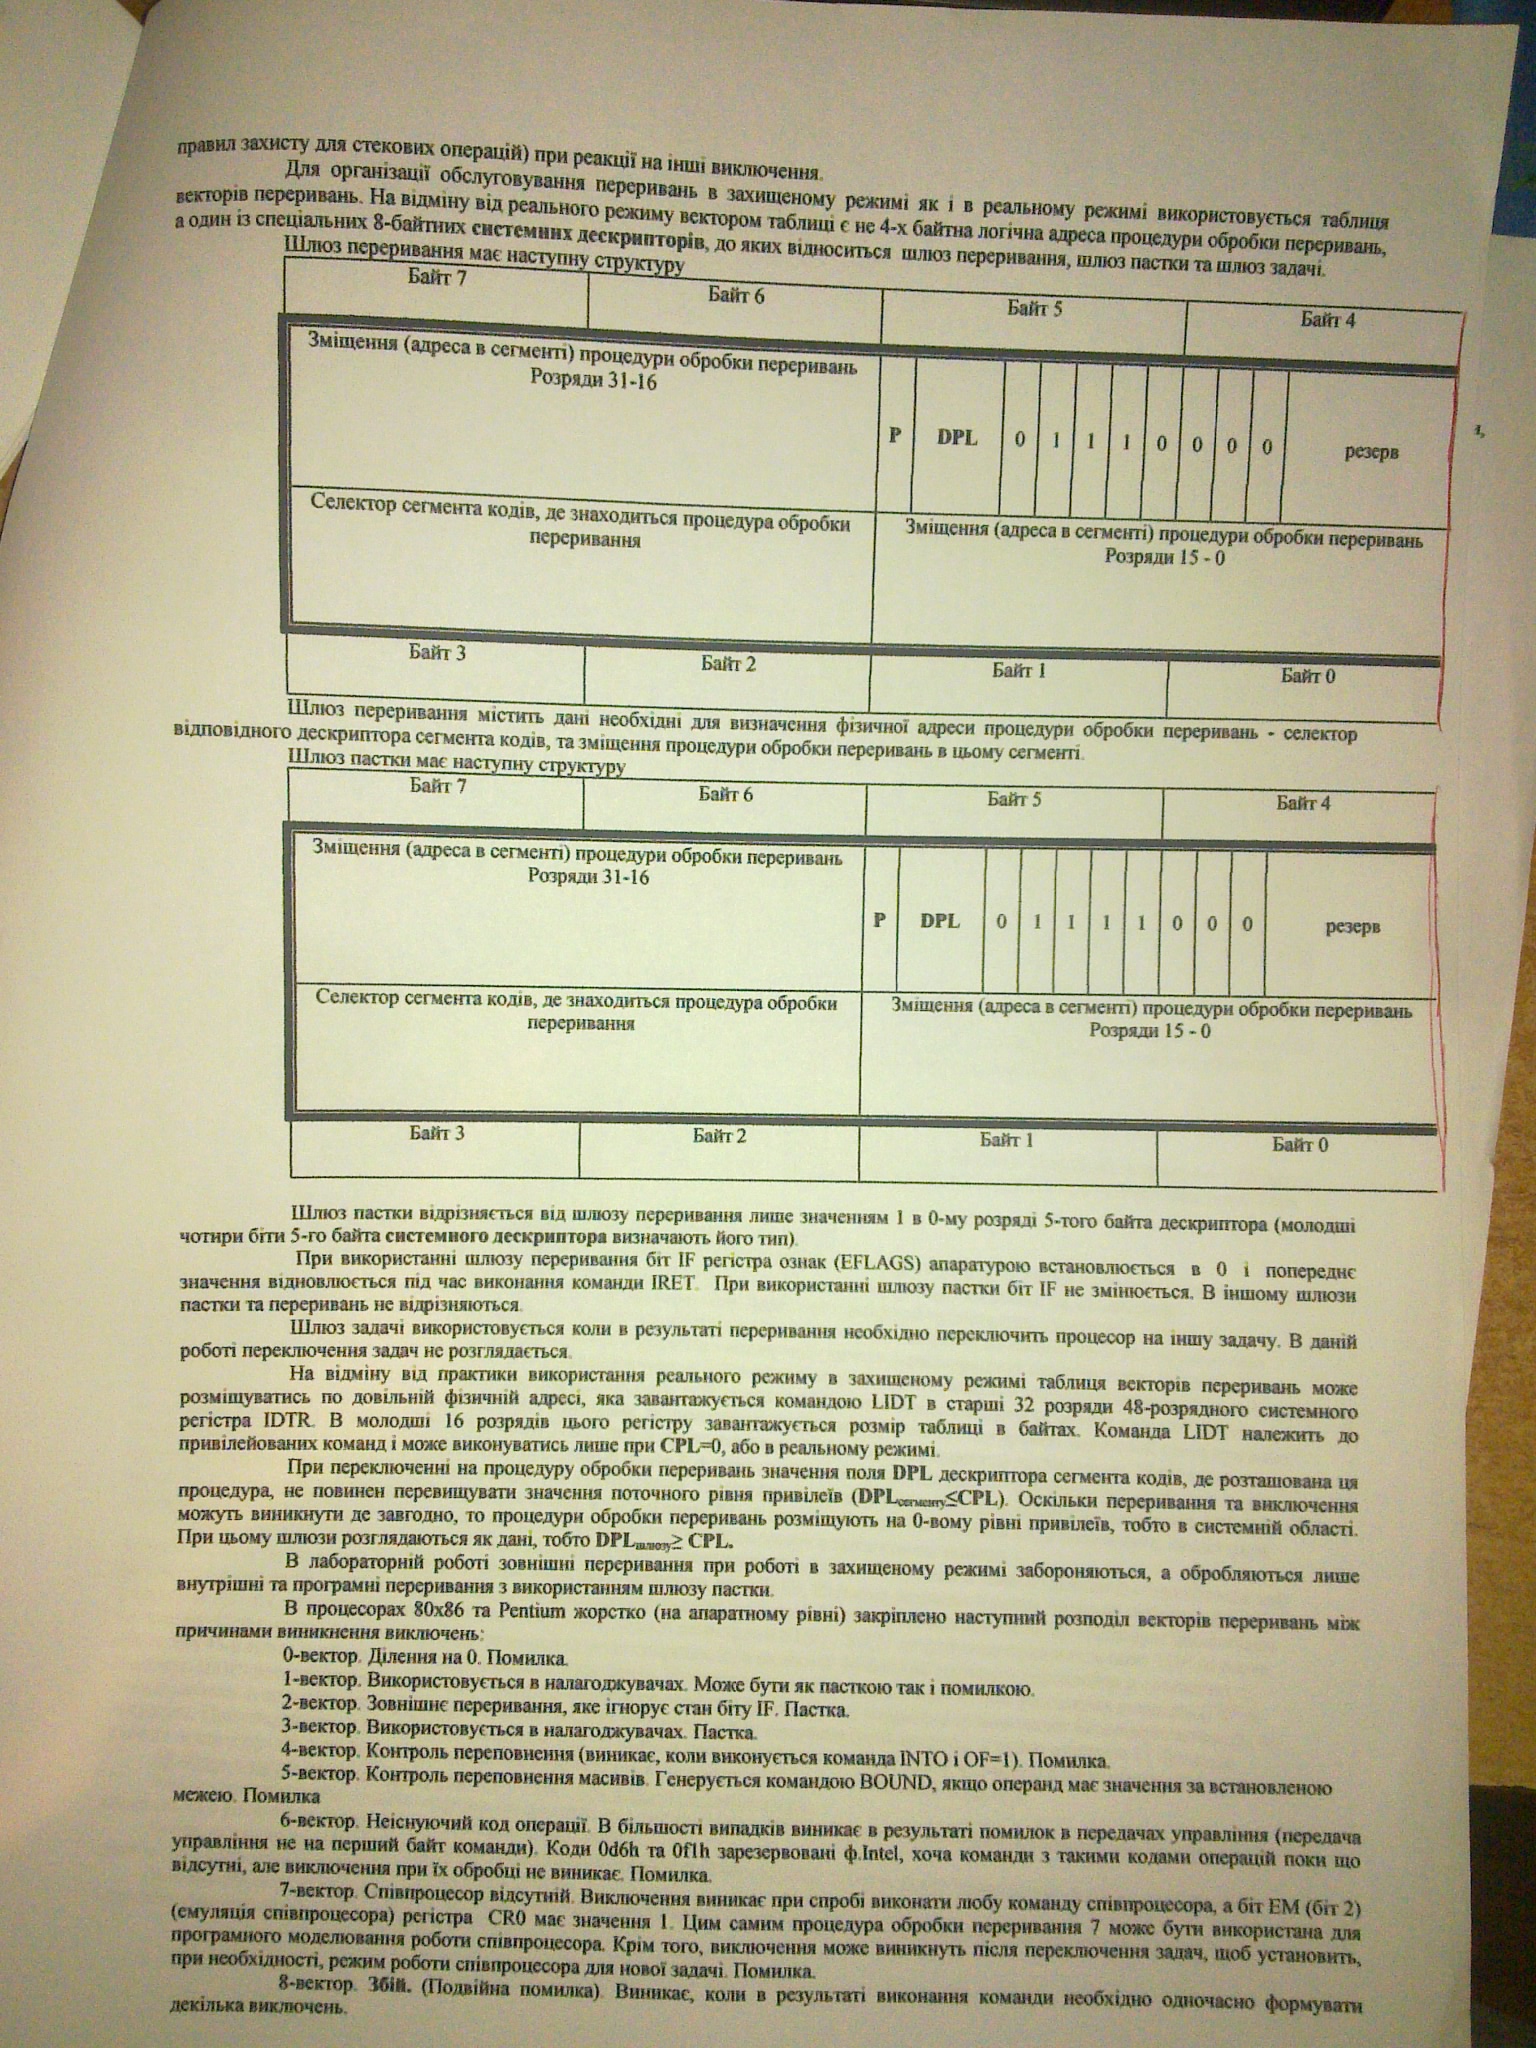 правил захисту для стекових операцій) при реакції на інші виключення.
Для організації обслуговування переривань в захищеному режимі як і в реальному режимі використовується таблиця
векторів переривань. На відміну від реального режиму вектором таблиці є не 4-х байтна логічна адреса процедури обробки переривань,
а один із спеціальних 8-байтних системних дескрипторів, до яких відноситься шлюз переривання, шлюз пастки та шлюз задачі.
Шлюз переривання має наступну структуру
Байт 7 Байт 6 Байт 5 Байт 4
Зміщення (адреса в сегменті) процедури обробки переривань
Розряди 31-16
P DPL 0 1 1 1 0 0 0 0 резерв
Селектор сегмента кодів, де знаходиться процедура обробки
переривання
Зміщення (адреса в сегменті) процедури обробки переривань
Розряди 15 - 0
Байт 3 Байт 2 Байт 1 Байт 0
Шлюз переривання містить дані необхідні для визначення фізичної адреси процедури обробки переривань - селектор
відповідного дескриптора сегмента кодів, та зміщення процедури обробки переривань в цьому сегменті.
Шлюз пастки має наступну структуру
Байт 7 Байт 6 Байт 5 Байт 4
Зміщення (адреса в сегменті) процедури обробки переривань
Розряди 31-16
P DPL 0 1 1 1 1 0 0 0 резерв
Селектор сегмента кодів, де знаходиться процедура обробки
переривання
Зміщення (адреса в сегменті) процедури обробки переривань
Розряди 15 - 0
Байт 3 Байт 2 Байт 1 Байт 0
Шлюз пастки відрізняється від шлюзу переривання лише значенням 1 в 0-му розряді 5-того байта дескриптора (молодші
чотири біти 5-го байта системного дескриптора визначають його тип).
При використанні шлюзу переривання біт IF регістра ознак (EFLAGS) апаратурою встановлюється в 0 і попереднє
значення відновлюється під час виконання команди IRET. При використанні шлюзу пастки біт IF не змінюється. В іншому шлюзи
пастки та переривань не відрізняються.
Шлюз задачі використовується коли в результаті переривання необхідно переключить процесор на іншу задачу. В даній
роботі переключення задач не розглядається.
На відміну від практики використання реального режиму в захищеному режимі таблиця векторів переривань може
розміщуватись по довільній фізичній адресі, яка завантажується командою LIDT в старші 32 розряди 48-розрядного системного
регістра IDTR. В молодші 16 розрядів цього регістру завантажується розмір таблиці в байтах. Команда LIDT належить до
привілейованих команд і може виконуватись лише при CPL=0, або в реальному режимі.
При переключенні на процедуру обробки переривань значення поля DPL дескриптора сегмента кодів, де розташована ця
процедура, не повинен перевищувати значення поточного рівня привілеїв (DPLсегменту≤CPL). Оскільки переривання та виключення
можуть виникнути де завгодно, то процедури обробки переривань розміщують на 0-вому рівні привілеїв, тобто в системній області.
При цьому шлюзи розглядаються як дані, тобто DPLшлюзу≥ CPL.
В лабораторній роботі зовнішні переривання при роботі в захищеному режимі забороняються, а обробляються лише
внутрішні та програмні переривання з використанням шлюзу пастки.
В процесорах 80x86 та Pentium жорстко (на апаратному рівні) закріплено наступний розподіл векторів переривань між
причинами виникнення виключень:
0-вектор. Ділення на 0. Помилка.
1-вектор. Використовується в налагоджувачах. Може бути як пасткою так і помилкою.
2-вектор. Зовнішнє переривання, яке ігнорує стан біту IF. Пастка.
3-вектор. Використовується в налагоджувачах. Пастка.
4-вектор. Контроль переповнення (виникає, коли виконується команда INTO і OF=1). Помилка.
5-вектор. Контроль переповнення масивів. Генерується командою BOUND, якщо операнд має значення за встановленою
межею. Помилка
6-вектор. Неіснуючий код операції. В більшості випадків виникає в результаті помилок в передачах управління (передача
управління не на перший байт команди). Коди 0d6h та 0f1h зарезервовані ф.Intel, хоча команди з такими кодами операцій поки що
відсутні, але виключення при їх обробці не виникає. Помилка.
7-вектор. Співпроцесор відсутній. Виключення виникає при спробі виконати любу команду співпроцесора, а біт EM (біт 2)
(емуляція співпроцесора) регістра CR0 має значення 1. Цим самим процедура обробки переривання 7 може бути використана для
програмного моделювання роботи співпроцесора. Крім того, виключення може виникнуть після переключення задач, щоб установить,
при необхідності, режим роботи співпроцесора для нової задачі. Помилка.
8-вектор. Збій. (Подвійна помилка). Виникає, коли в результаті виконання команди необхідно одночасно формувати
декілька виключень.